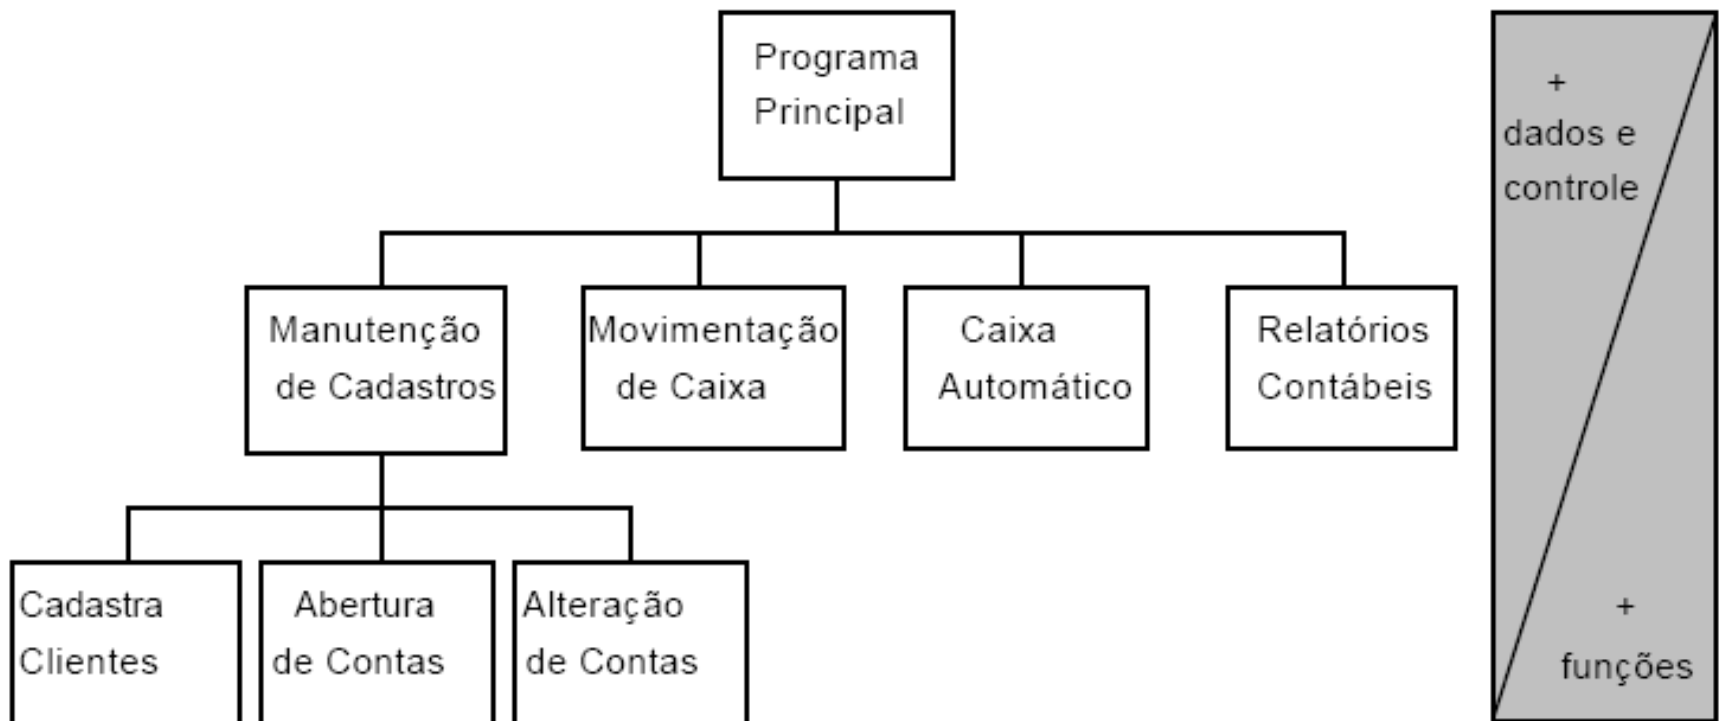 Programa
Principal
+
dados e
controle
Manutenção
de Cadastros
Movimentação
de Caixa
Caixa
Automático
Relatórios
Contábeis
Cadastra
Clientes
Abertura
de Contas
Alteração
de Contas
+
funções